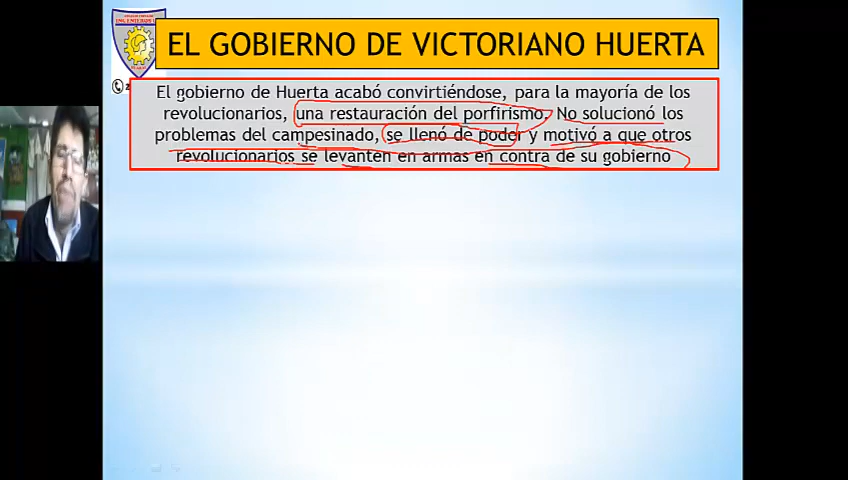 EL GOBIERNO DE VICTORIANO HUERTA
El gobierno de Huerta acabó convirtiéndose, para la mayoría de los
revolucionarios, una restauración del porfirismo. No solucionó los
problemas del campesinado, se llenó de poder y motivó a que otros
revolucionarios se levanten en armas en contra de su gobierno